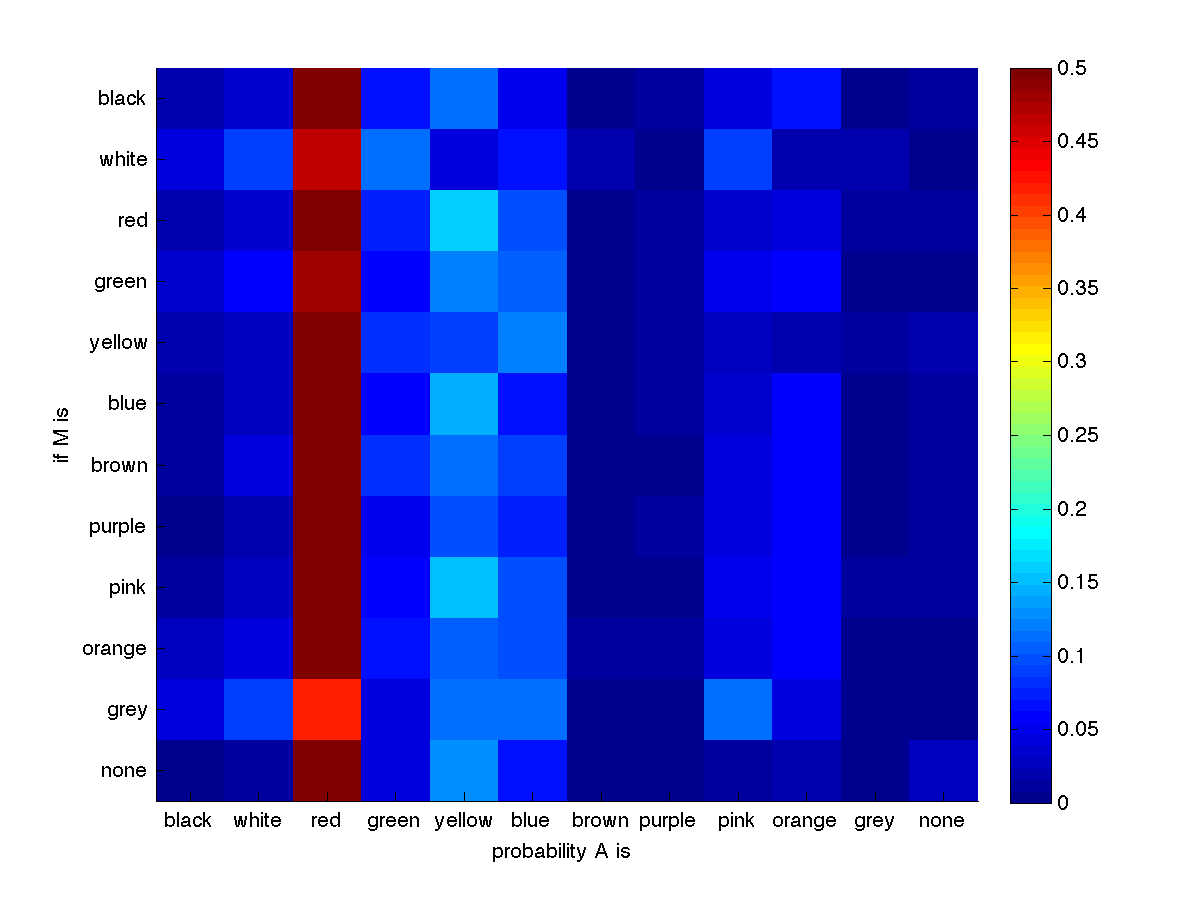 if M is
black
white
red
green
yellow
blue
brown
purple
pink
orange
grey
none
black white red green yellow blue brown purple pink orange grey none
probability A is
0.5
0.45
0.4
0.35
0.3
0.25
0.2
0.15
0.1
0.05
0